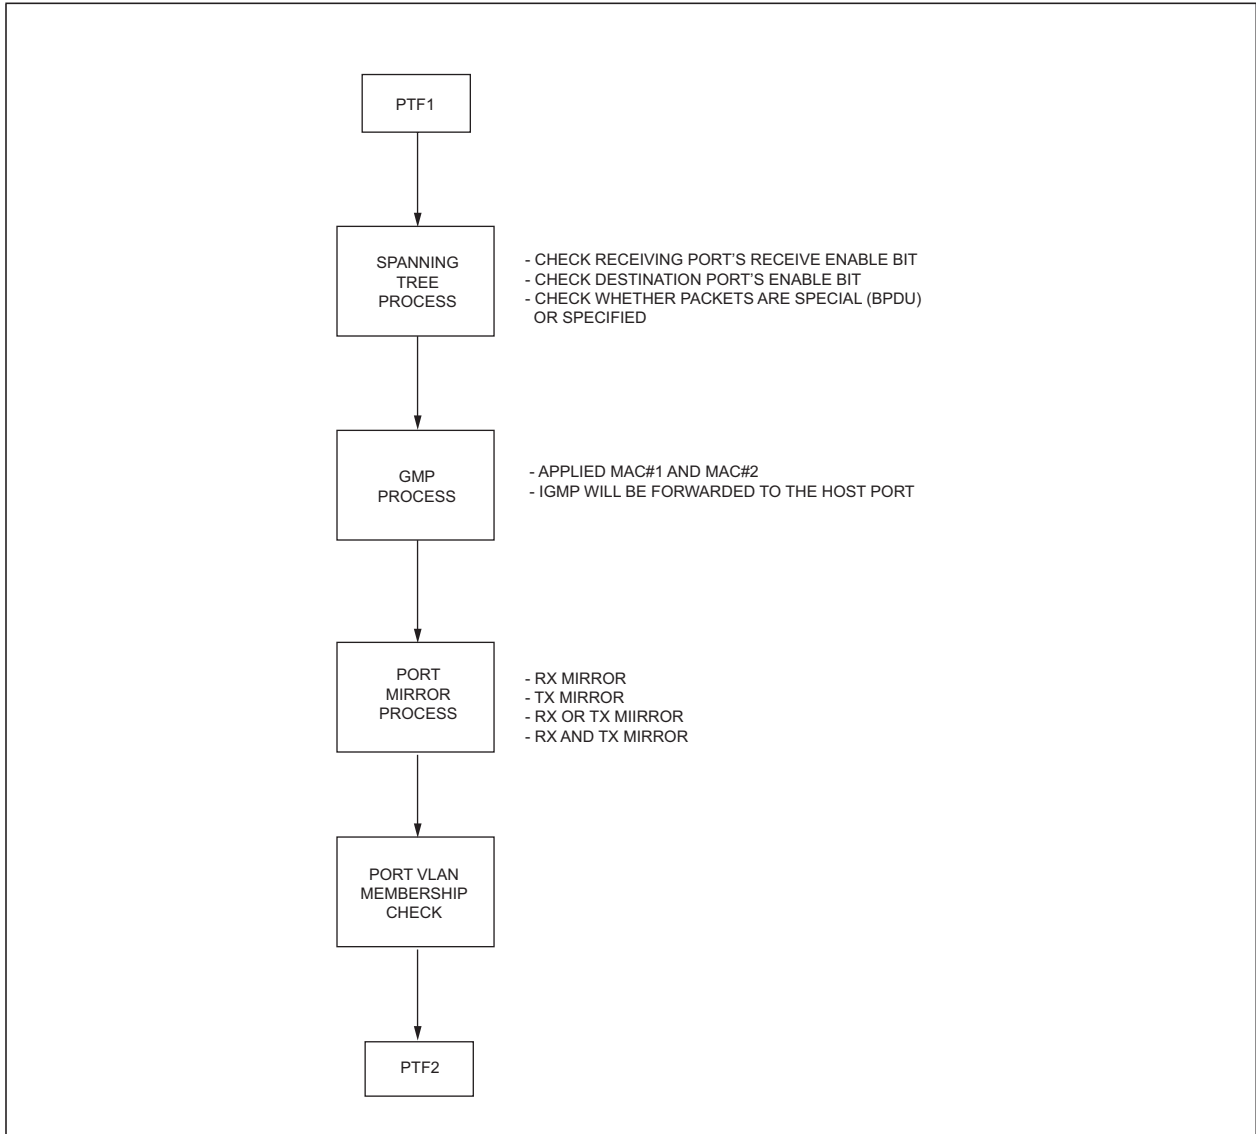 PTF1
SPANNING
TREE
PROCESS
- CHECK RECEIVING PORT'S RECEIVE ENABLE BIT
- CHECK DESTINATION PORT'S ENABLE BIT
- CHECK WHETHER PACKETS ARE SPECIAL (BPDU)
OR SPECIFIED
GMP
PROCESS
- APPLIED MAC#1 AND MAC#2
- IGMP WILL BE FORWARDED TO THE HOST PORT
PORT
MIRROR
PROCESS
- RX MIRROR
- TX MIRROR
- RX OR TX MIIRROR
- RX AND TX MIRROR
PORT VLAN
MEMBERSHIP
CHECK
PTF2